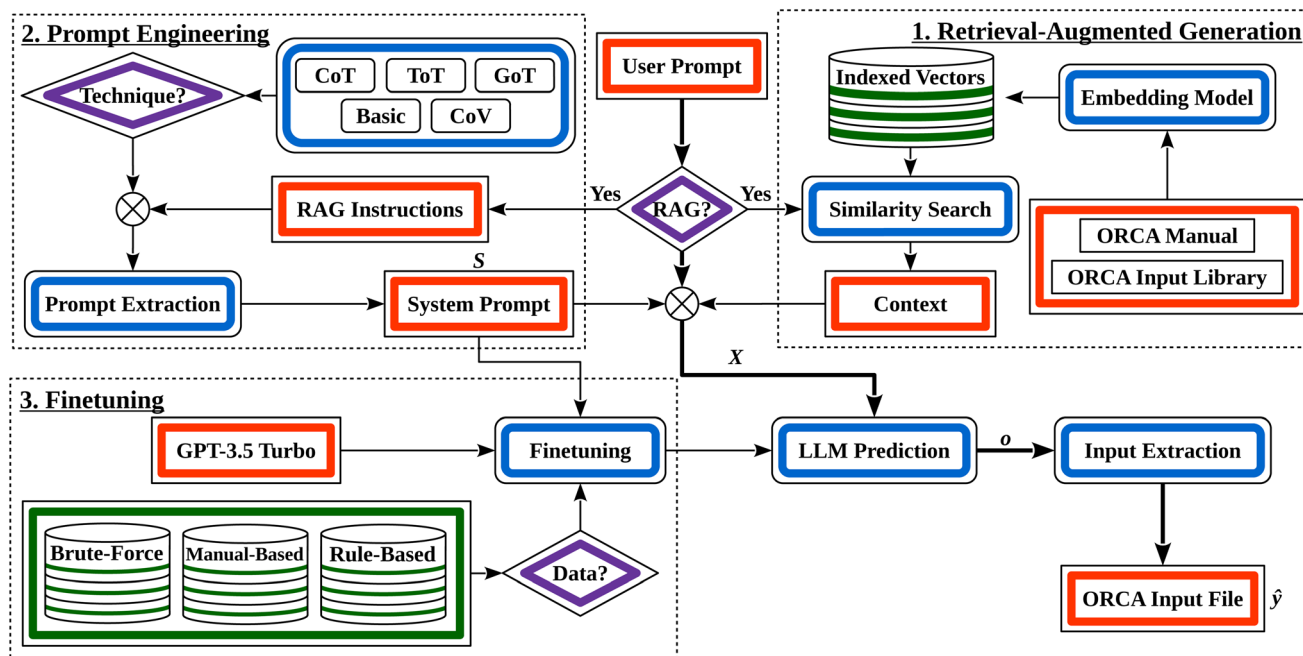 2. Prompt Engineering
Technique?
CoT
ToT
GoT
Basic
CoV
RAG Instructions
Prompt Extraction
S
System Prompt
User Prompt
Yes
RAG?
Yes
1. Retrieval-Augmented Generation
Indexed Vectors
Embedding Model
Similarity Search
ORCA Manual
ORCA Input Library
Context
X
3. Finetuning
GPT-3.5 Turbo
Finetuning
Brute-Force
Manual-Based
Rule-Based
Data?
LLM Prediction
o
Input Extraction
ORCA Input File
ŷ